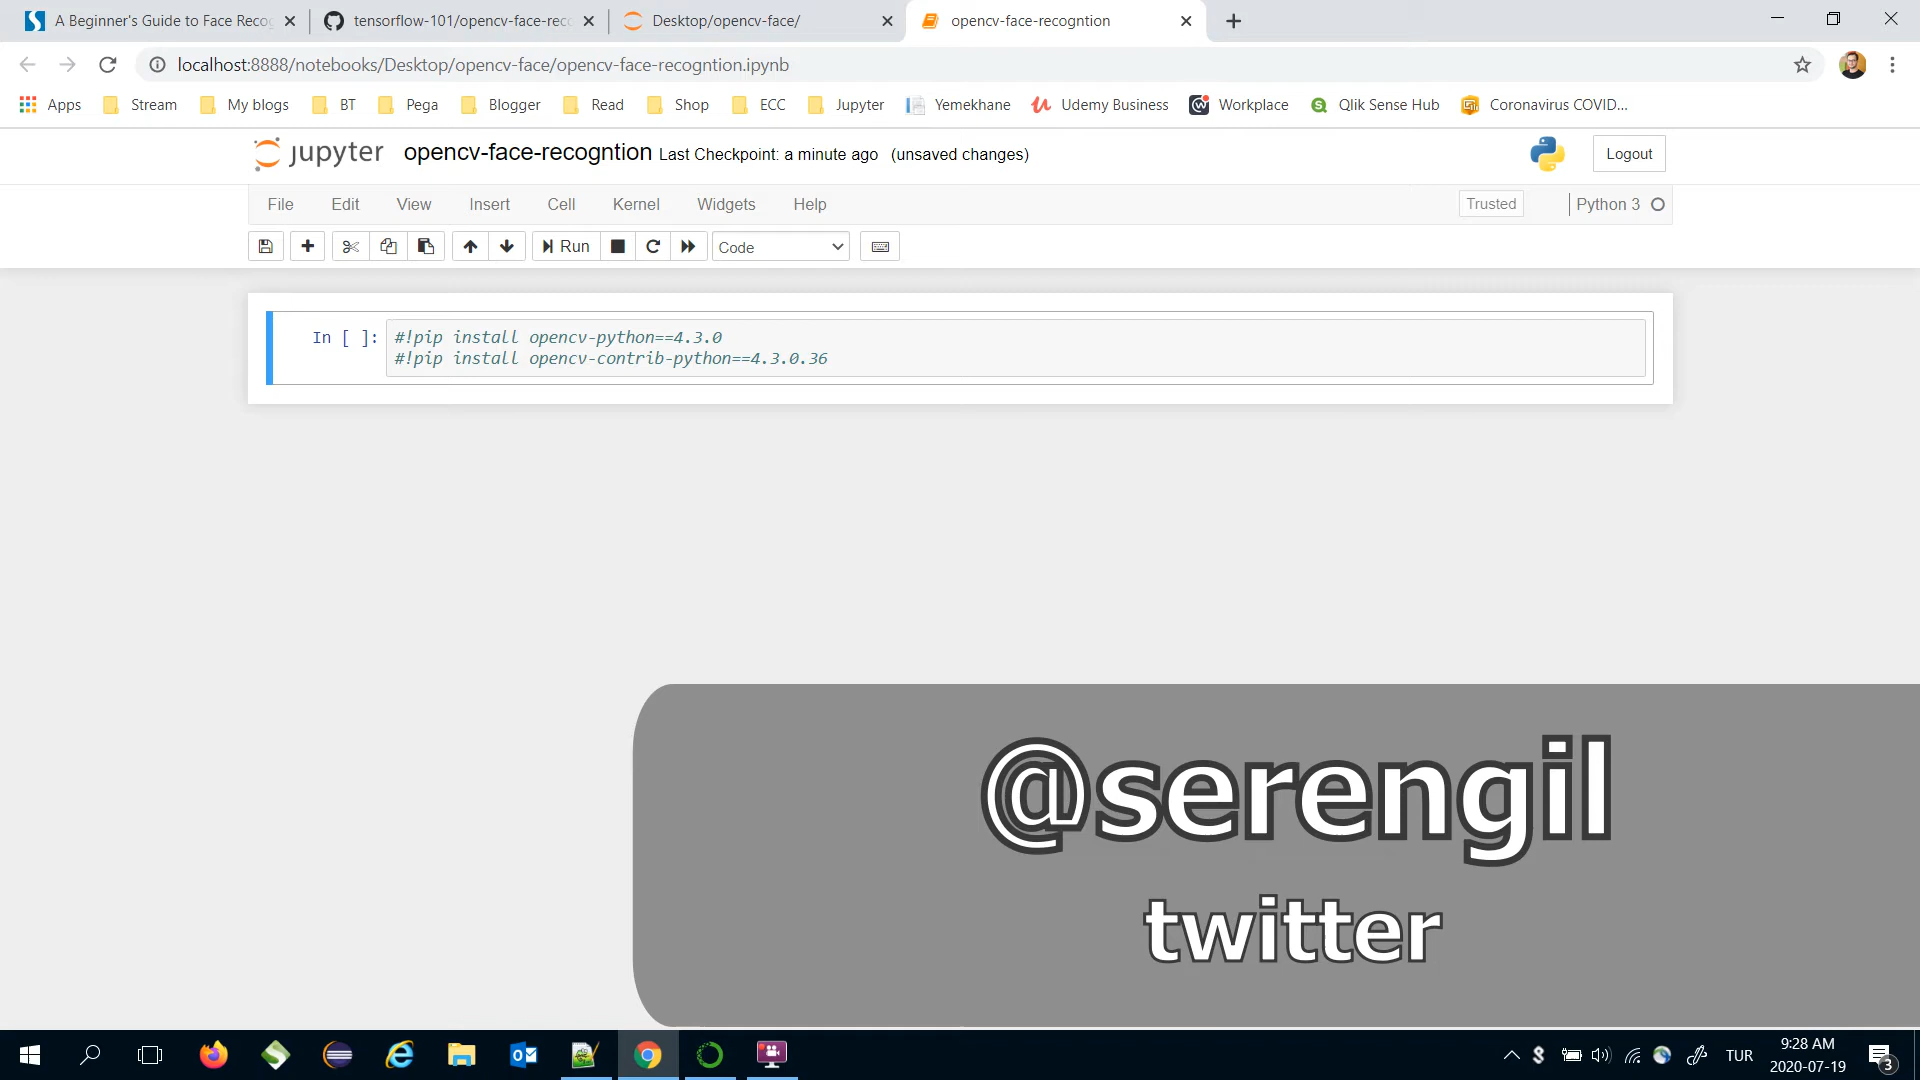 A Beginner's Guide to Face Recog
tensorflow-101/opencv-face-reco
Desktop/opencv-face/
opencv-face-recogntion
localhost:8888/notebooks/Desktop/opencv-face/opencv-face-recogntion.ipynb
Apps Stream My blogs BT Pega Blogger Read Shop ECC Jupyter Yemekhane Udemy Business Workplace Qlik Sense Hub Coronavirus COVID...
jupyter opencv-face-recogntion Last Checkpoint: a minute ago (unsaved changes) Logout
File Edit View Insert Cell Kernel Widgets Help Trusted Python 3
Run Code
In [ ]: #!pip install opencv-python==4.3.0
#!pip install opencv-contrib-python==4.3.0.36
@serengil
twitter
TUR
9:28 AM
2020-07-19
3